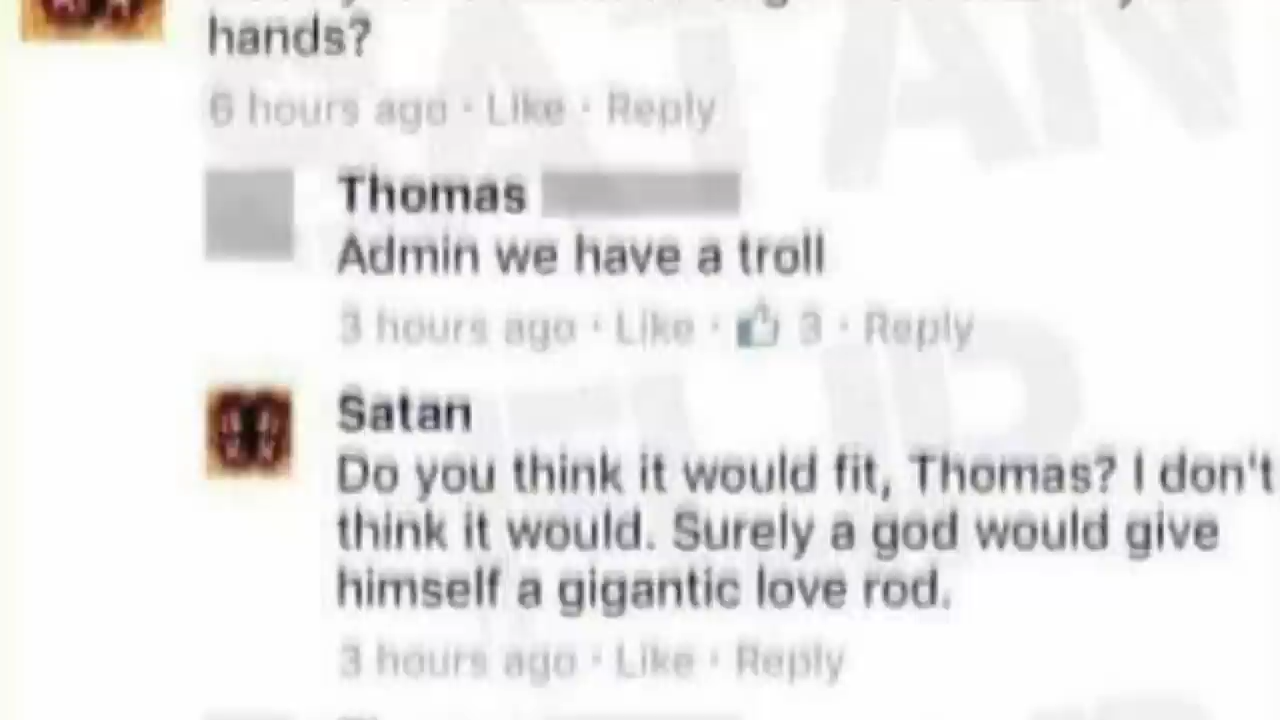 hands?
6 hours ago · Like · Reply
Thomas
Admin we have a troll
3 hours ago · Like · 3 · Reply
Satan
Do you think it would fit, Thomas? I don't
think it would. Surely a god would give
himself a gigantic love rod.
3 hours ago · Like · Reply